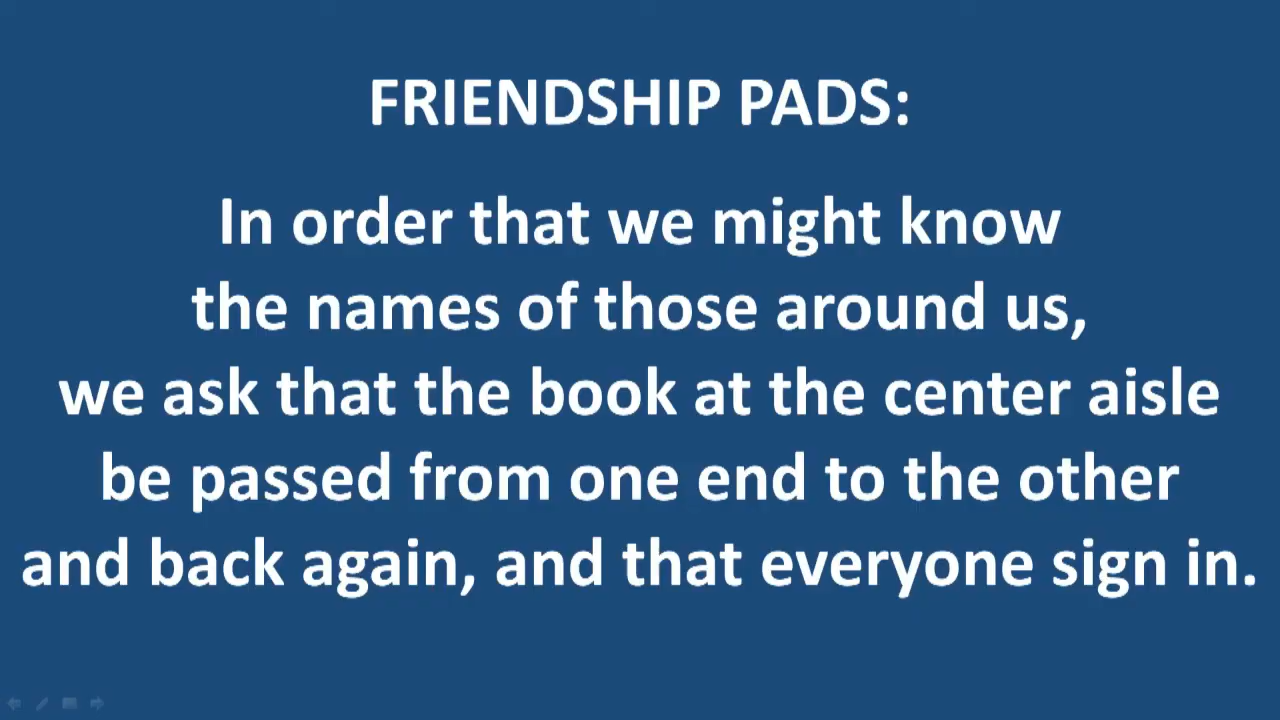 FRIENDSHIP PADS:
In order that we might know
the names of those around us,
we ask that the book at the center aisle
be passed from one end to the other
and back again, and that everyone sign in.